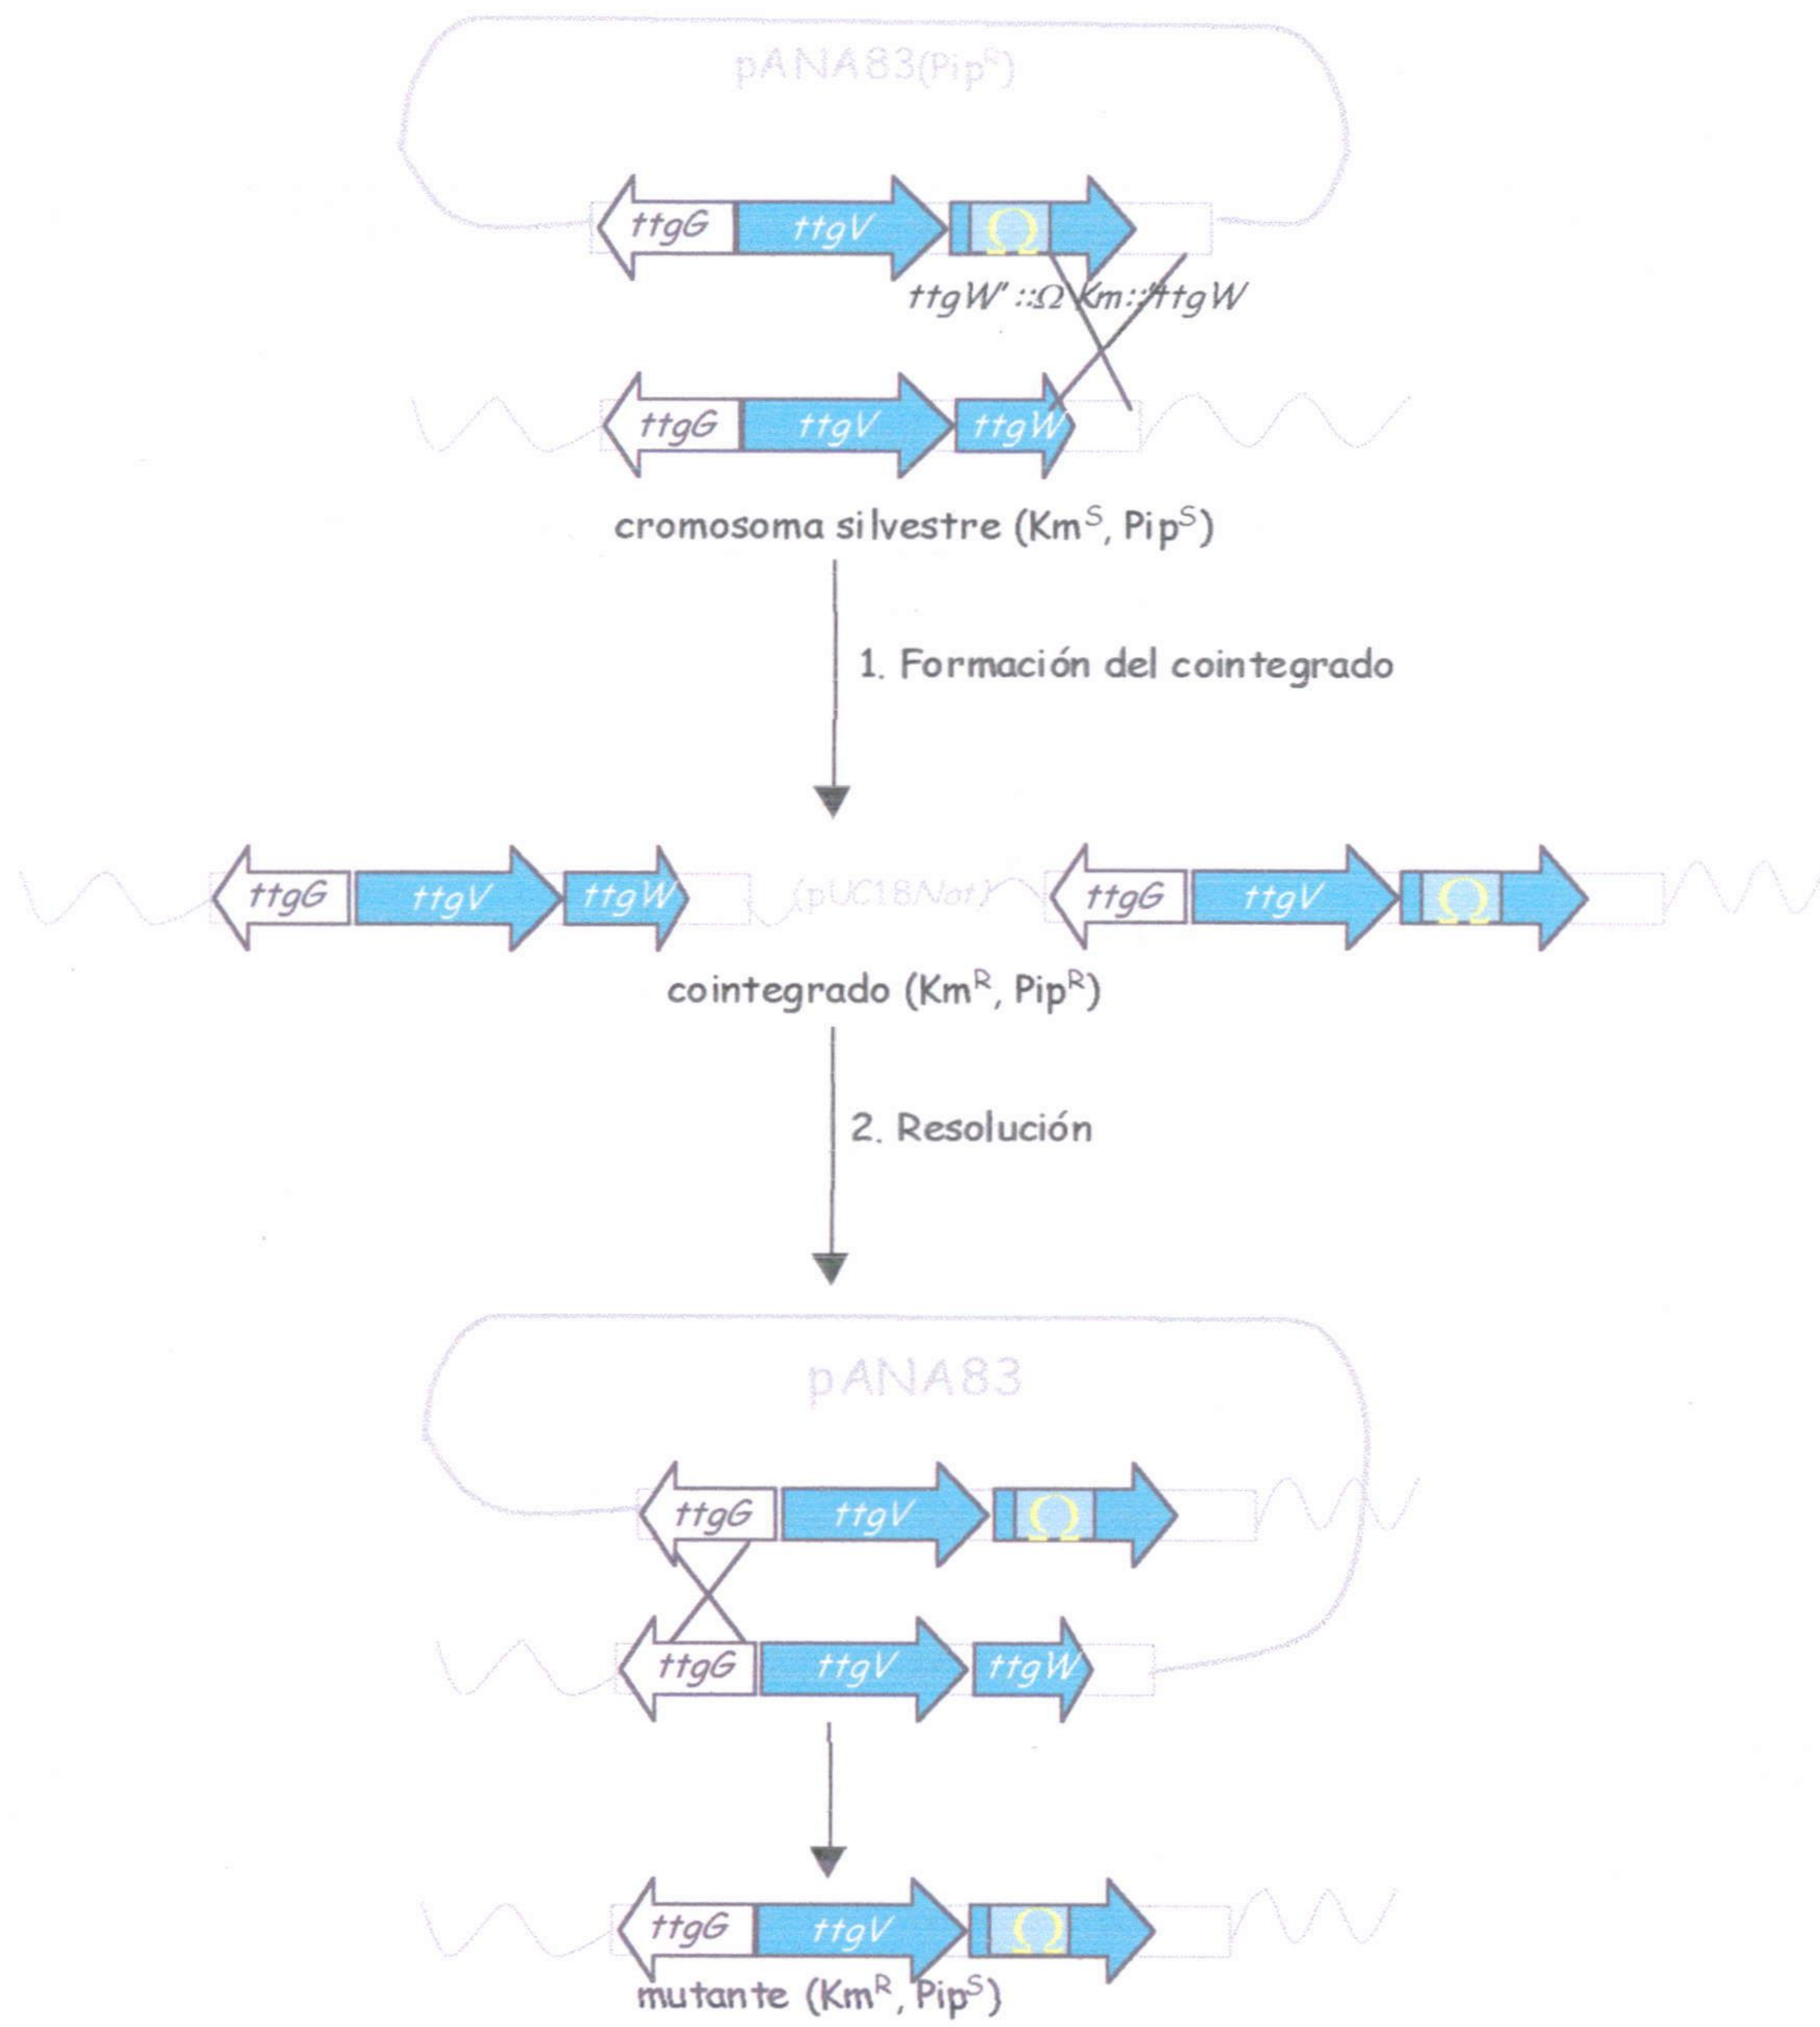 pANA83(Pip^R)
ttgG ttgV Ω
ttgW'::Ω Km::'ttgW
ttgG ttgV ttgW
cromosoma silvestre (Km^S, Pip^S)
1. Formación del cointegrado
ttgG ttgV ttgW (pUC18Not) ttgG ttgV Ω
cointegrado (Km^R, Pip^R)
2. Resolución
pANA83
ttgG ttgV Ω
ttgG ttgV ttgW
ttgG ttgV Ω
mutante (Km^R, Pip^S)